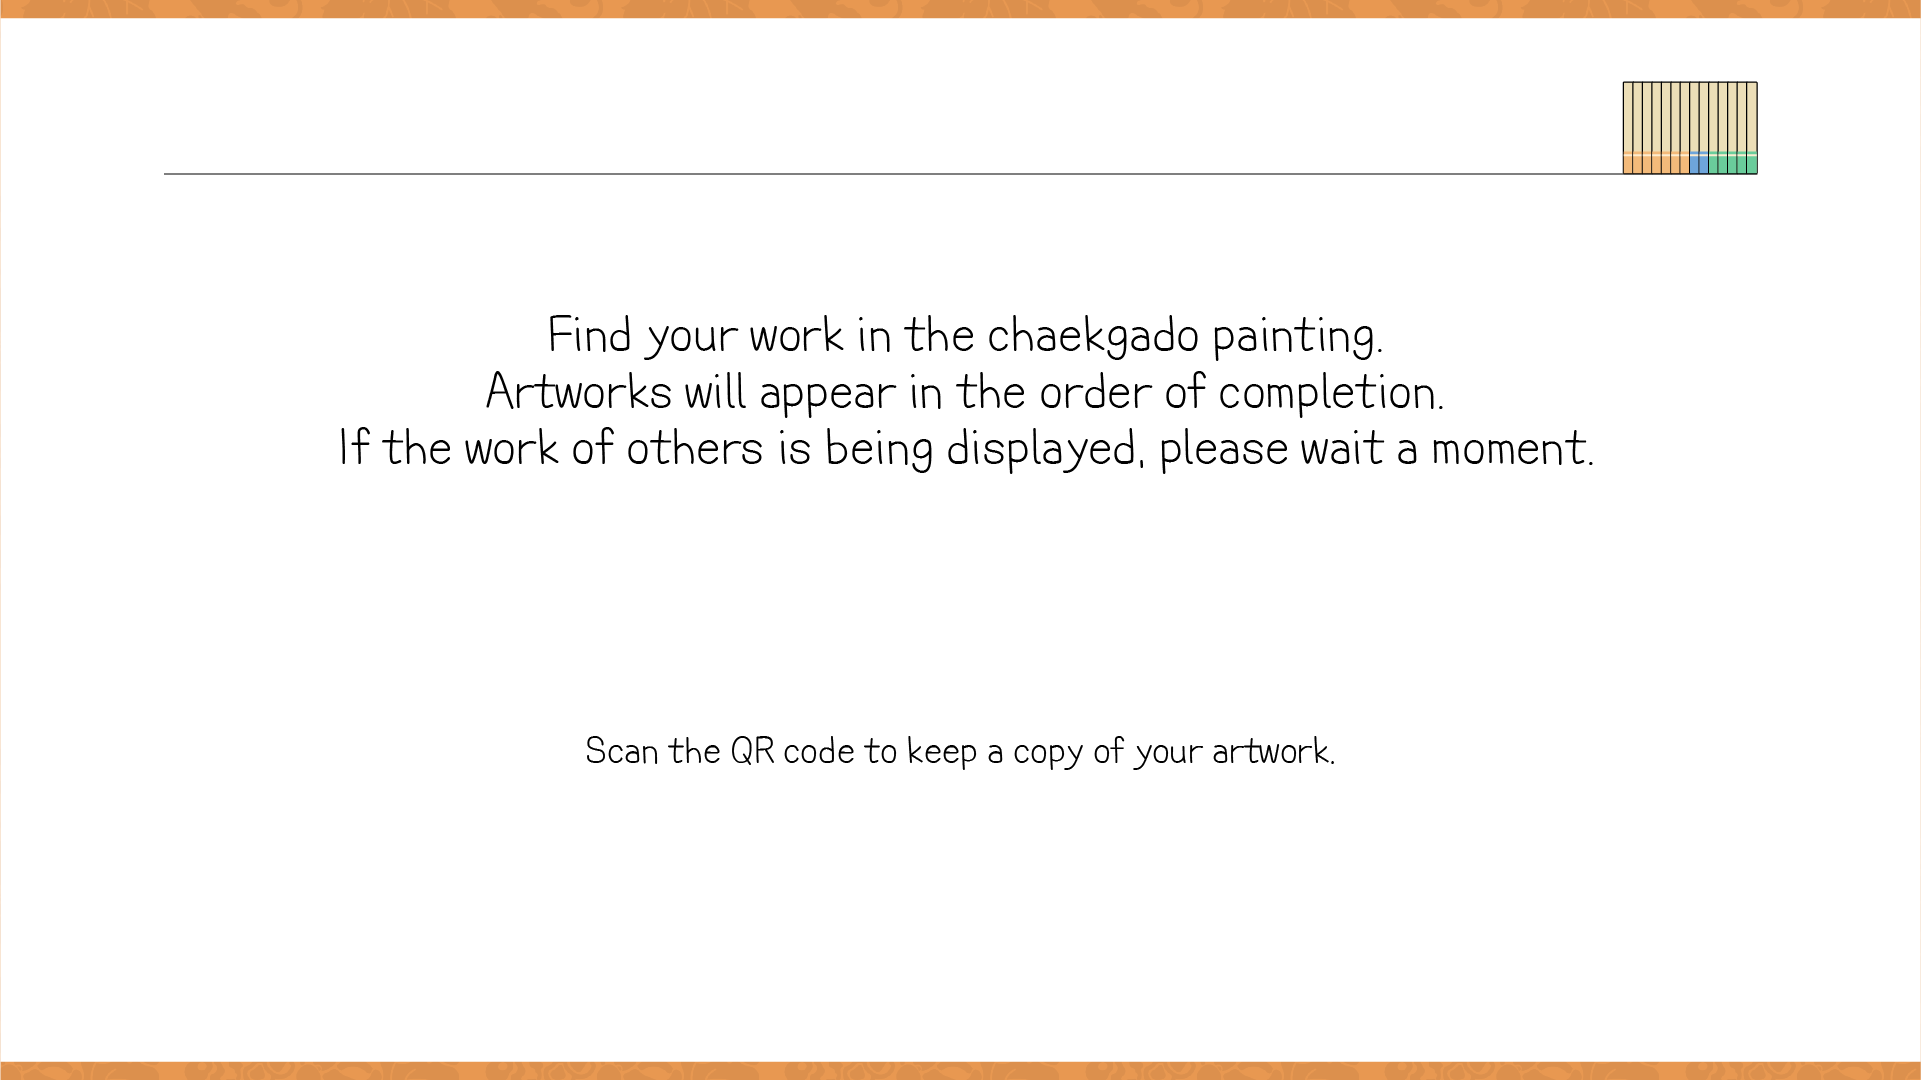 Find your work in the chaekgado painting.
Artworks will appear in the order of completion.
If the work of others is being displayed, please wait a moment.
Scan the QR code to keep a copy of your artwork.